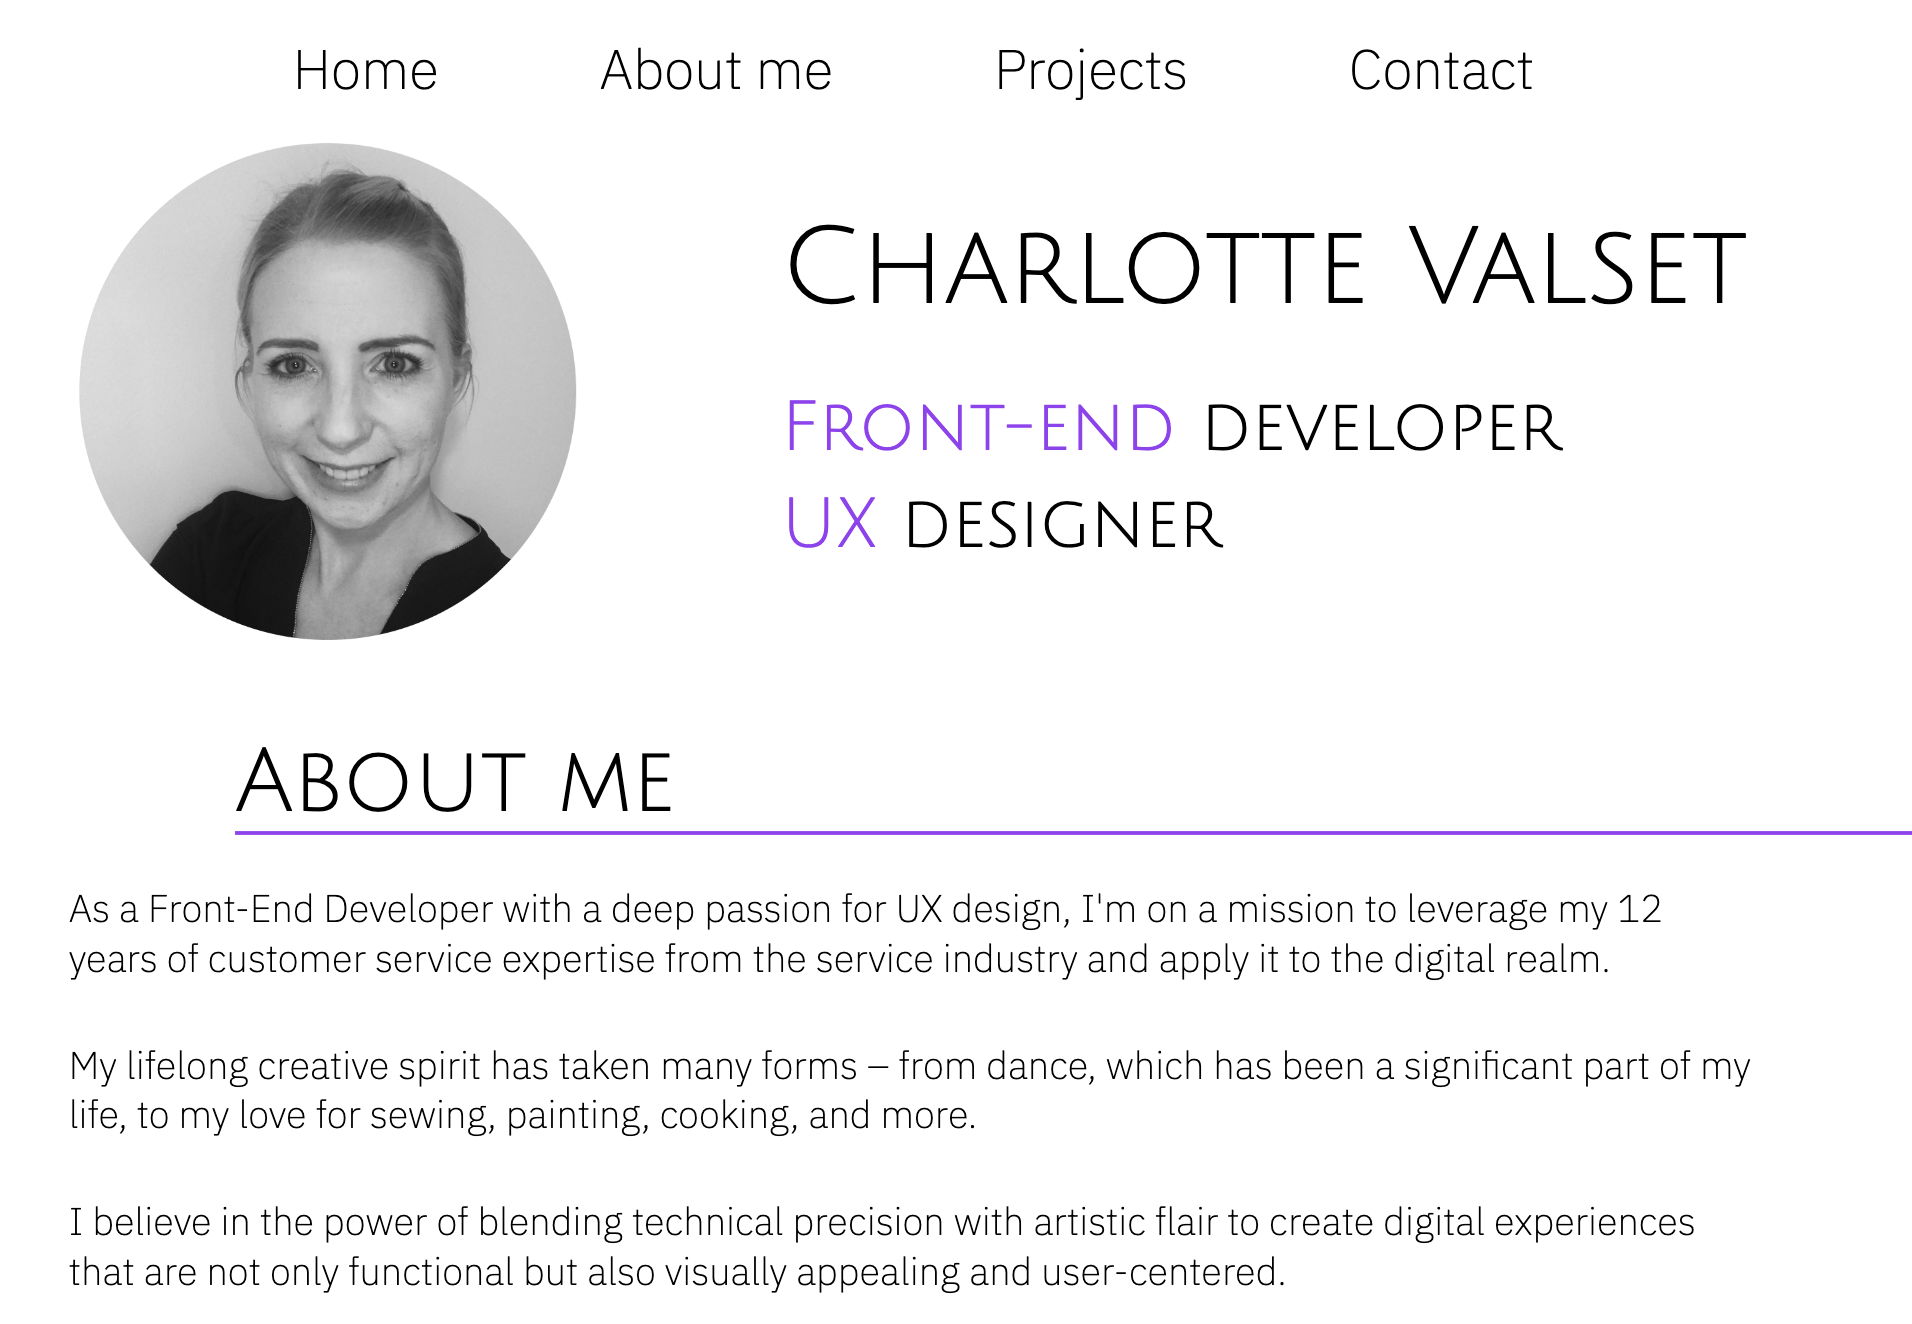 Home About me Projects Contact
Charlotte Valset
Front-end developer
UX designer
About me
As a Front-End Developer with a deep passion for UX design, I'm on a mission to leverage my 12
years of customer service expertise from the service industry and apply it to the digital realm.
My lifelong creative spirit has taken many forms – from dance, which has been a significant part of my
life, to my love for sewing, painting, cooking, and more.
I believe in the power of blending technical precision with artistic flair to create digital experiences
that are not only functional but also visually appealing and user-centered.